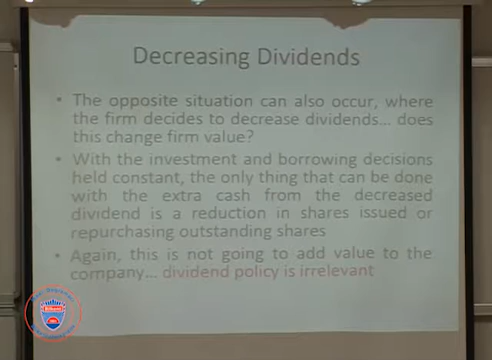 Decreasing Dividends
• The opposite situation can also occur, where
the firm decides to decrease dividends... does
this change firm value?
• With the investment and borrowing decisions
held constant, the only thing that can be done
with the extra cash from the decreased
dividend is a reduction in shares issued or
repurchasing outstanding shares
• Again, this is not going to add value to the
company... dividend policy is irrelevant